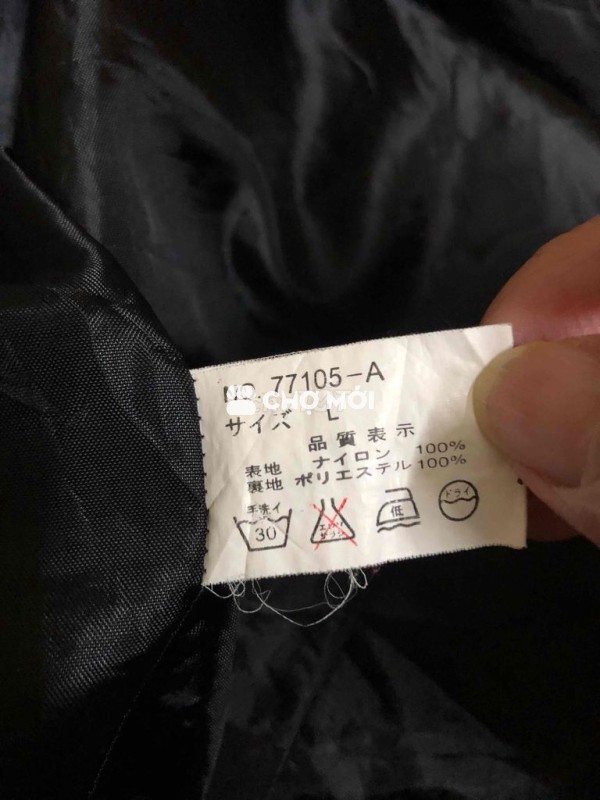 NO. 77105-A
CHỢ MỚI
サイズ L
品質表示
表地 ナイロン 100%
裏地 ポリエステル 100%
手洗イ
30
低
ドライ